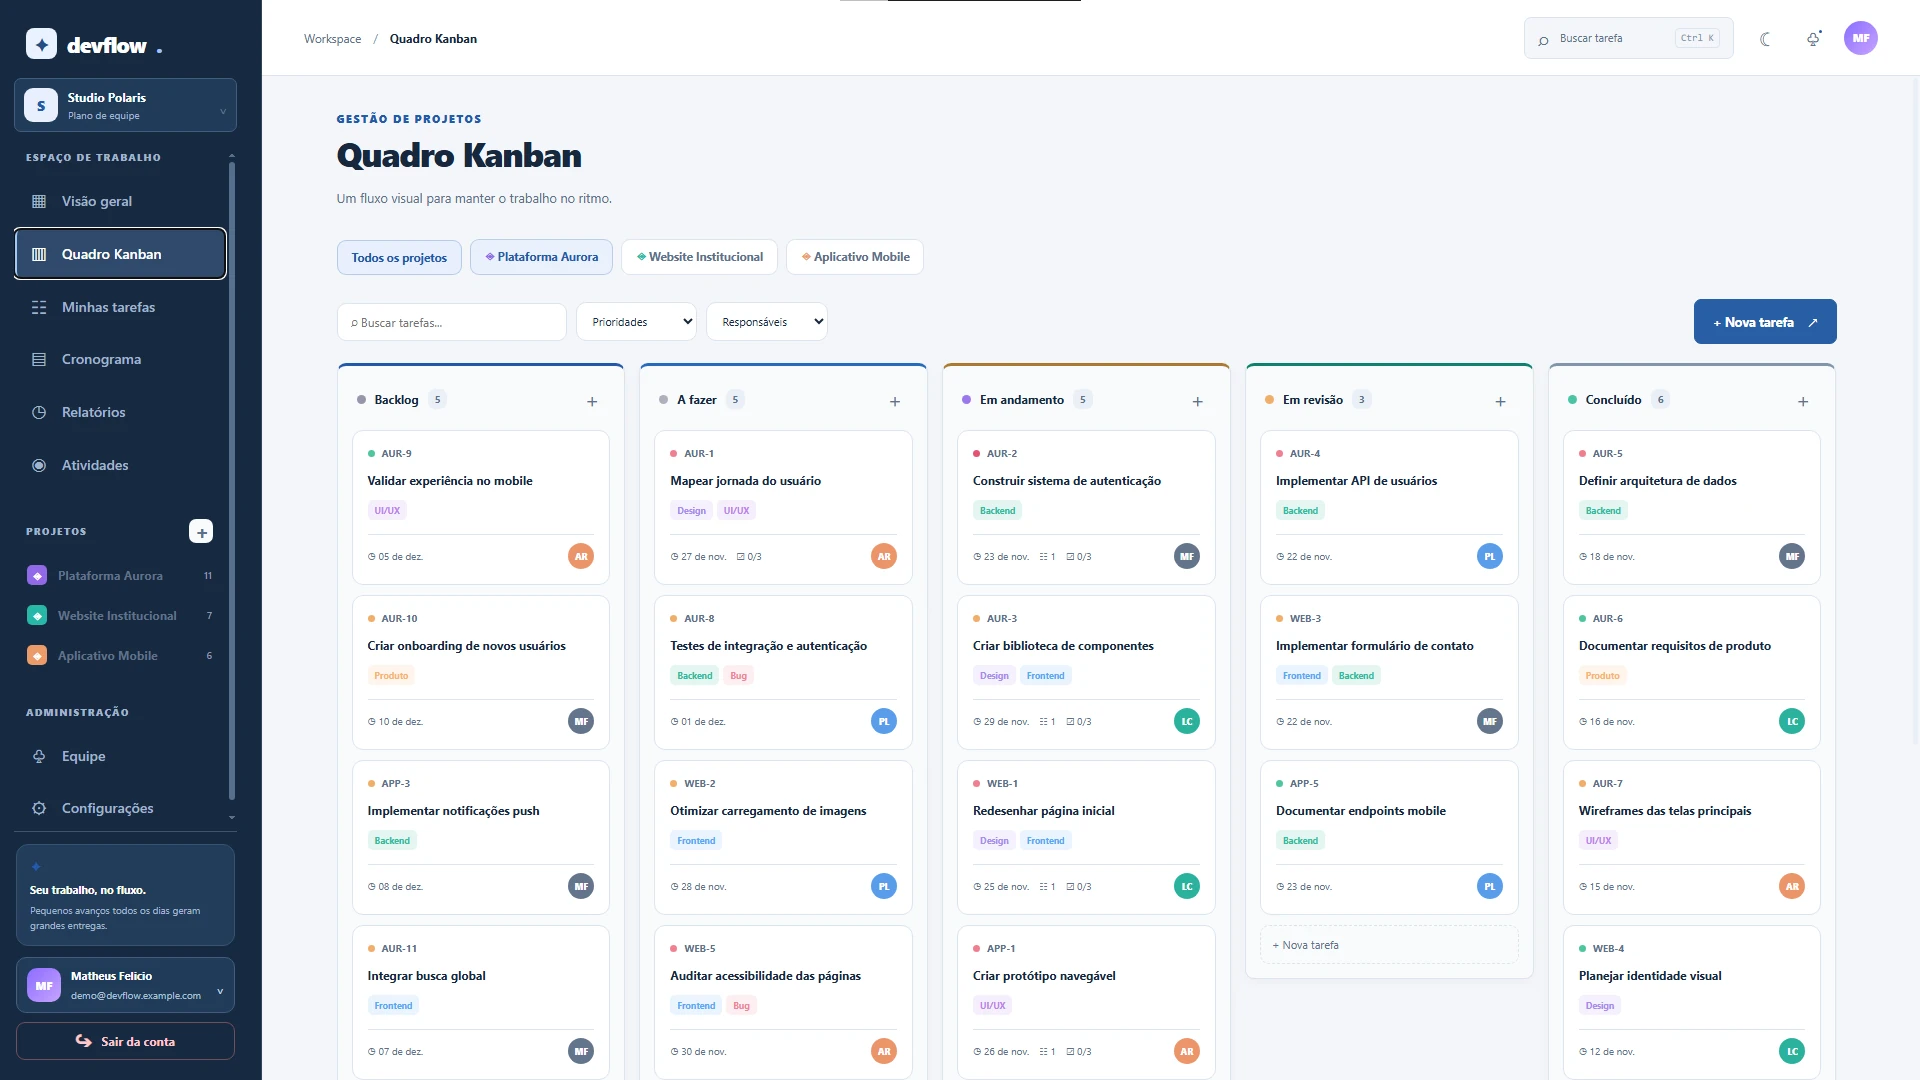 devflow .
S
Studio Polaris
Plano de equipe
ESPAÇO DE TRABALHO
Visão geral
Quadro Kanban
Minhas tarefas
Cronograma
Relatórios
Atividades
PROJETOS
+
Plataforma Aurora 11
Website Institucional 7
Aplicativo Mobile 6
ADMINISTRAÇÃO
Equipe
Configurações
Seu trabalho, no fluxo.
Pequenos avanços todos os dias geram
grandes entregas.
MF
Matheus Felicio
demo@devflow.example.com
Sair da conta
Workspace / Quadro Kanban
Buscar tarefa Ctrl K
MF
GESTÃO DE PROJETOS
Quadro Kanban
Um fluxo visual para manter o trabalho no ritmo.
Todos os projetos
Plataforma Aurora
Website Institucional
Aplicativo Mobile
Buscar tarefas...
Prioridades
Responsáveis
+ Nova tarefa ↗
Backlog 5 +
AUR-9
Validar experiência no mobile
UI/UX
05 de dez. AR
AUR-10
Criar onboarding de novos usuários
Produto
10 de dez. MF
APP-3
Implementar notificações push
Backend
08 de dez. MF
AUR-11
Integrar busca global
Frontend
07 de dez. MF
A fazer 5 +
AUR-1
Mapear jornada do usuário
Design UI/UX
27 de nov. 0/3 AR
AUR-8
Testes de integração e autenticação
Backend Bug
01 de dez. PL
WEB-2
Otimizar carregamento de imagens
Frontend
28 de nov. PL
WEB-5
Auditar acessibilidade das páginas
Frontend Bug
30 de nov. AR
Em andamento 5 +
AUR-2
Construir sistema de autenticação
Backend
23 de nov. 1 0/3 MF
AUR-3
Criar biblioteca de componentes
Design Frontend
29 de nov. 1 0/3 LC
WEB-1
Redesenhar página inicial
Design Frontend
25 de nov. 1 0/3 LC
APP-1
Criar protótipo navegável
UI/UX
26 de nov. 1 0/3 AR
Em revisão 3 +
AUR-4
Implementar API de usuários
Backend
22 de nov. PL
WEB-3
Implementar formulário de contato
Frontend Backend
22 de nov. MF
APP-5
Documentar endpoints mobile
Backend
23 de nov. PL
+ Nova tarefa
Concluído 6 +
AUR-5
Definir arquitetura de dados
Backend
18 de nov. MF
AUR-6
Documentar requisitos de produto
Produto
16 de nov. LC
AUR-7
Wireframes das telas principais
UI/UX
15 de nov. AR
WEB-4
Planejar identidade visual
Design
12 de nov. LC